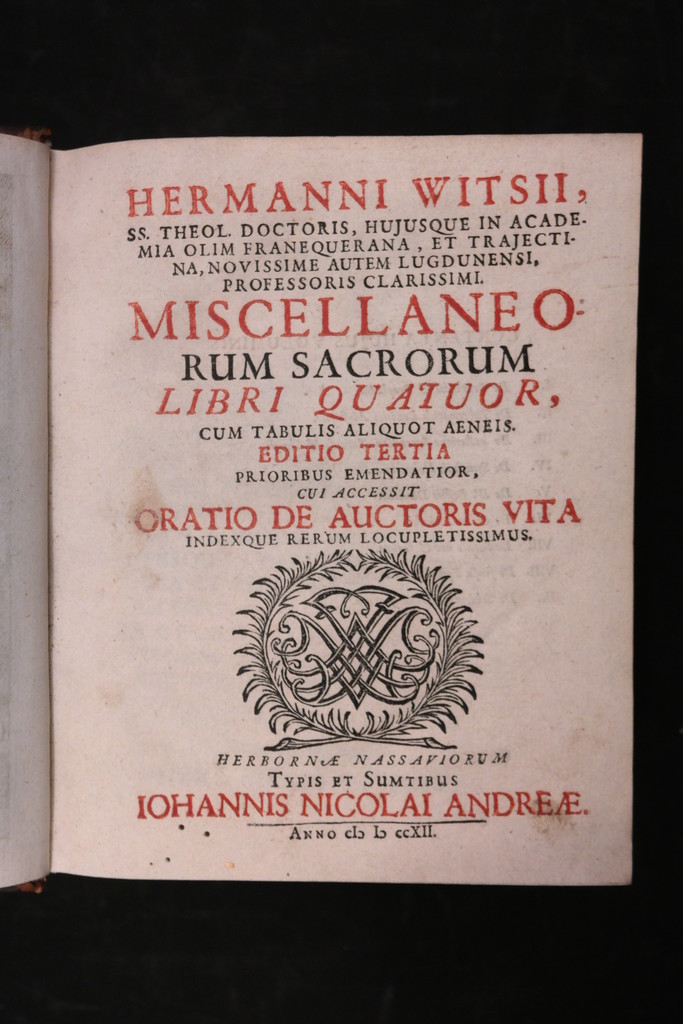 HERMANNI WITSII,
SS. THEOL. DOCTORIS, HUJUSQUE IN ACADE-
MIA OLIM FRANEQUERANA, ET TRAJECTI-
NA, NOVISSIME AUTEM LUGDUNENSI,
PROFESSORIS CLARISSIMI.
MISCELLANEO-
RUM SACRORUM
LIBRI QUATUOR,
CUM TABULIS ALIQUOT AENEIS.
EDITIO TERTIA
PRIORIBUS EMENDATIOR,
CUI ACCESSIT
ORATIO DE AUCTORIS VITA
INDEXQUE RERUM LOCUPLETISSIMUS.
HERBORNÆ NASSAVIORUM
TYPIS ET SUMTIBUS
IOHANNIS NICOLAI ANDREÆ.
ANNO cIɔ Iɔ ccXII.